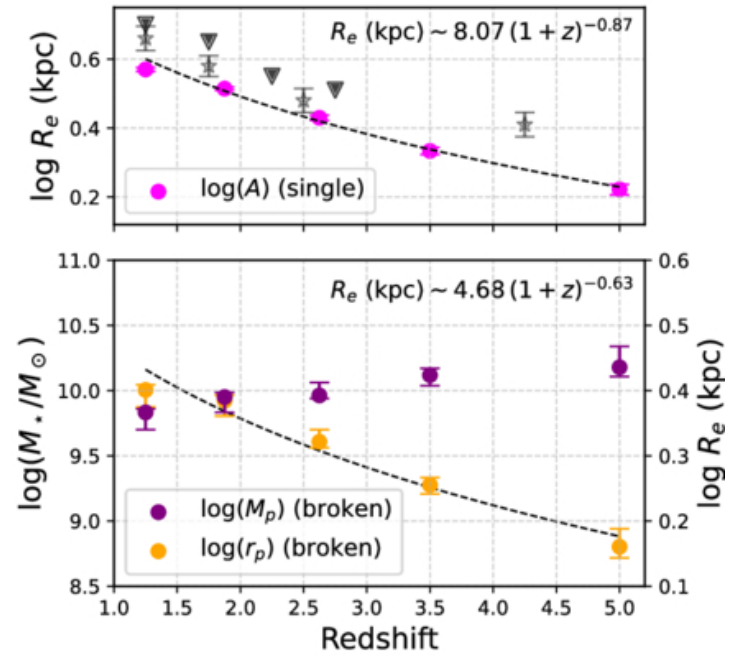 R_e (kpc) ~ 8.07 (1 + z)^{-0.87}
log R_e (kpc)
0.6
0.4
0.2
log(A) (single)
R_e (kpc) ~ 4.68 (1 + z)^{-0.63}
log(M_⋆/M_⊙)
11.0
10.5
10.0
9.5
9.0
8.5
log(M_p) (broken)
log(r_p) (broken)
0.6
0.5
0.4
0.3
0.2
0.1
log R_e (kpc)
1.0 1.5 2.0 2.5 3.0 3.5 4.0 4.5 5.0
Redshift